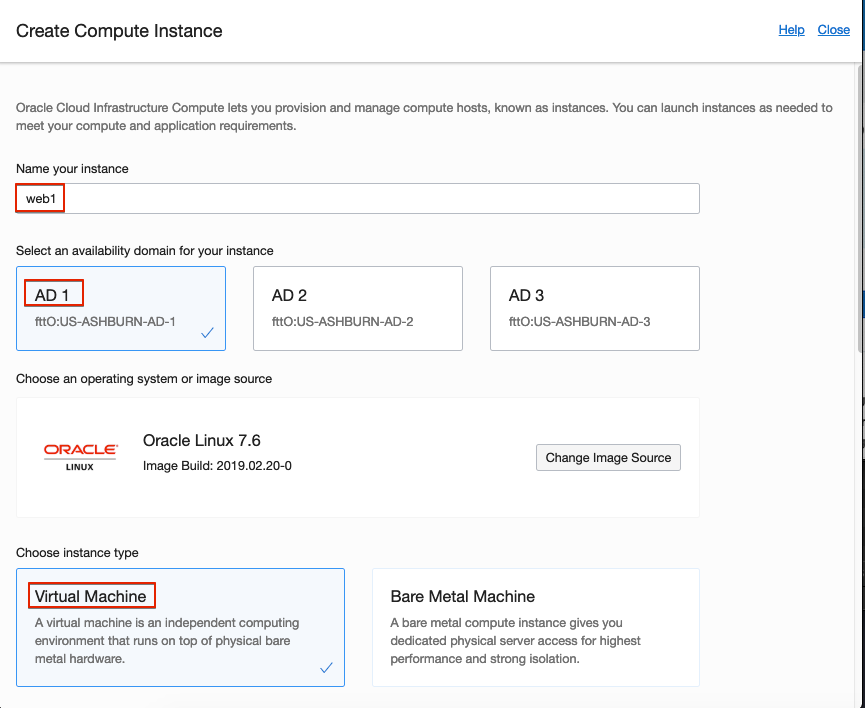 Create Compute Instance
Help Close
Oracle Cloud Infrastructure Compute lets you provision and manage compute hosts, known as instances. You can launch instances as needed to
meet your compute and application requirements.
Name your instance
web1
Select an availability domain for your instance
AD 1 AD 2 AD 3
fttO:US-ASHBURN-AD-1 fttO:US-ASHBURN-AD-2 fttO:US-ASHBURN-AD-3
Choose an operating system or image source
ORACLE
LINUX
Oracle Linux 7.6
Image Build: 2019.02.20-0
Change Image Source
Choose instance type
Virtual Machine
A virtual machine is an independent computing
environment that runs on top of physical bare
metal hardware.
Bare Metal Machine
A bare metal compute instance gives you
dedicated physical server access for highest
performance and strong isolation.